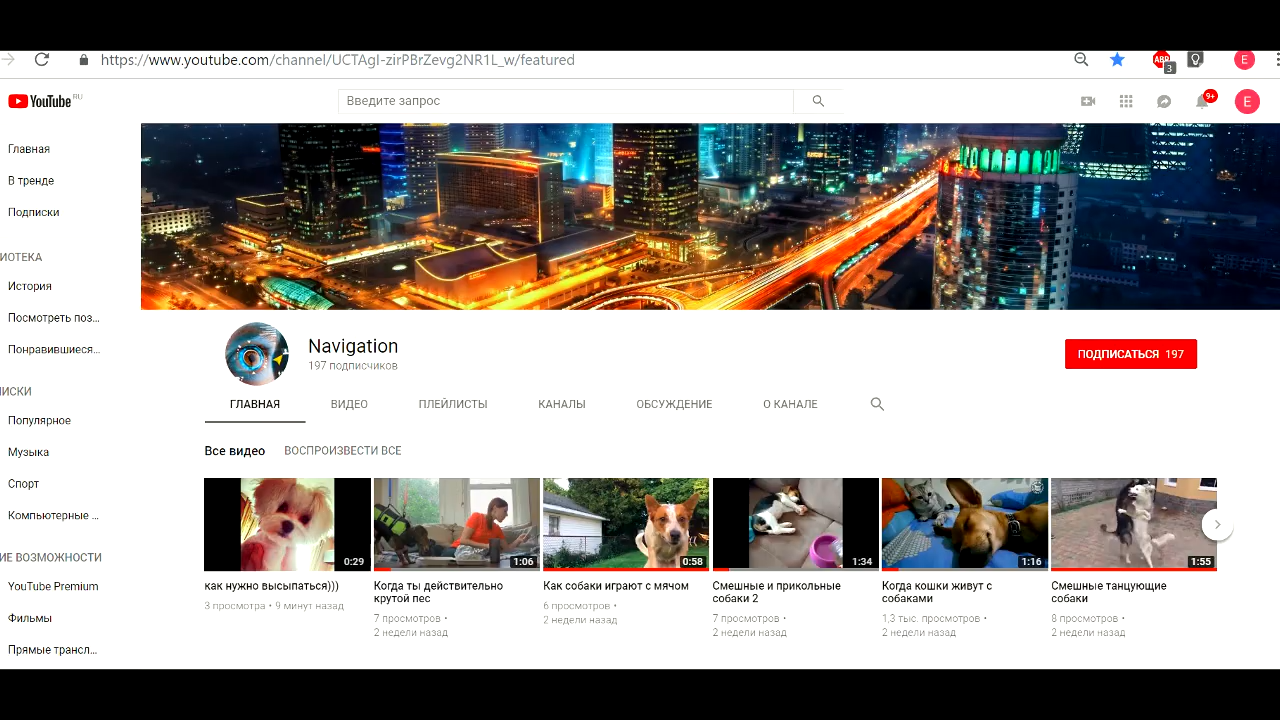 https://www.youtube.com/channel/UCTAgI-zirPBrZevg2NR1L_w/featured
ABP
3
E
YouTube RU
Введите запрос
9+
E
Главная
В тренде
Подписки
ИОТЕКА
История
Посмотреть поз...
Понравившиеся...
ИСКИ
Популярное
Музыка
Спорт
Компьютерные ...
ИЕ ВОЗМОЖНОСТИ
YouTube Premium
Фильмы
Прямые трансл...
Navigation
197 подписчиков
ПОДПИСАТЬСЯ 197
ГЛАВНАЯ
ВИДЕО
ПЛЕЙЛИСТЫ
КАНАЛЫ
ОБСУЖДЕНИЕ
О КАНАЛЕ
Все видео
ВОСПРОИЗВЕСТИ ВСЕ
0:29
как нужно высыпаться)))
3 просмотра • 9 минут назад
1:06
Когда ты действительно
крутой пес
7 просмотров •
2 недели назад
0:58
Как собаки играют с мячом
6 просмотров •
2 недели назад
1:34
Смешные и прикольные
собаки 2
7 просмотров •
2 недели назад
1:16
Когда кошки живут с
собаками
1,3 тыс. просмотров •
2 недели назад
1:55
Смешные танцующие
собаки
8 просмотров •
2 недели назад